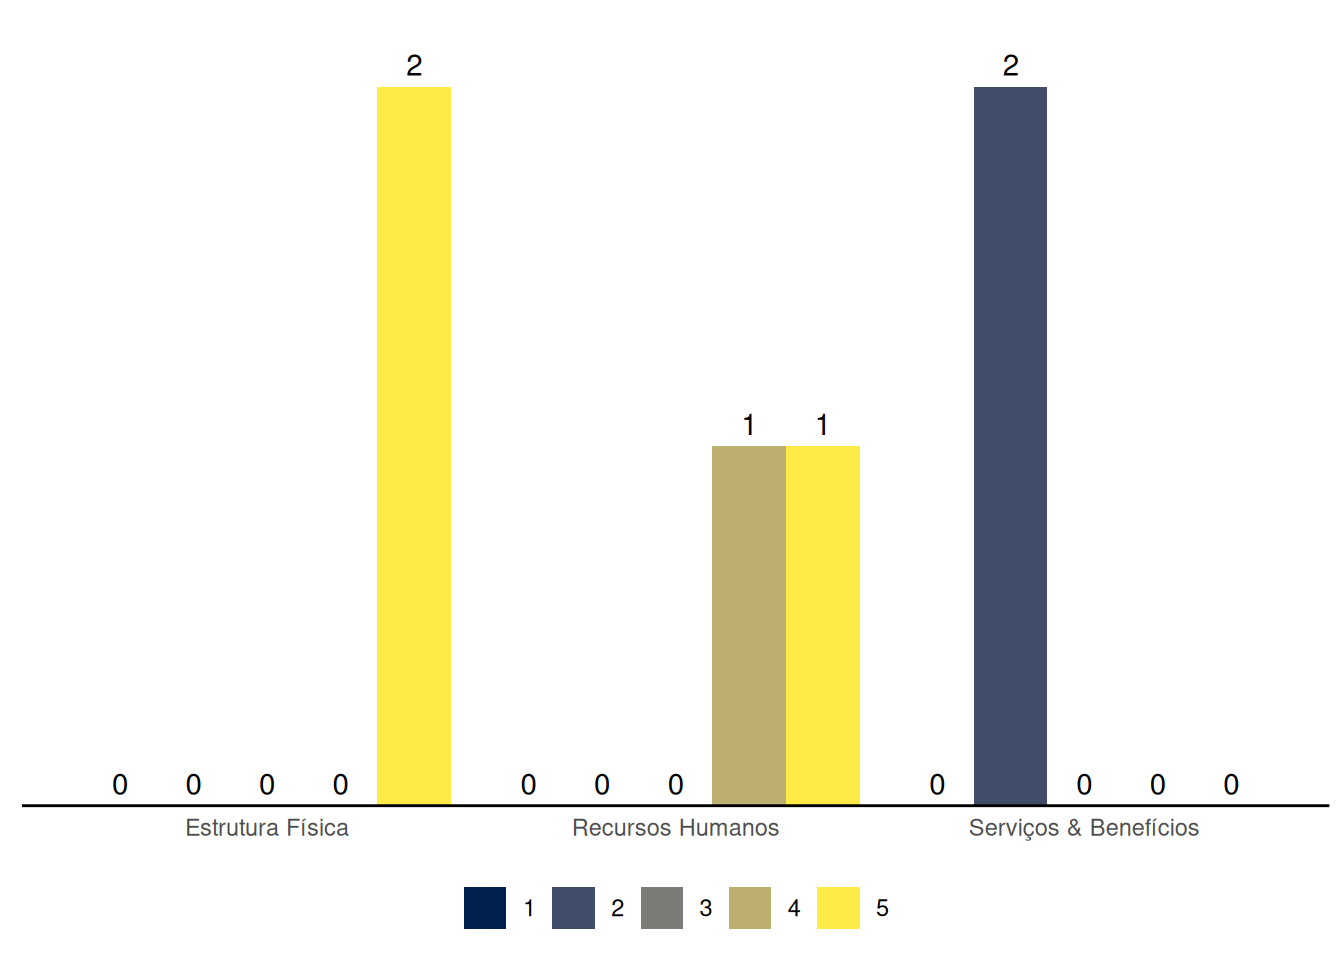 2 2
1 1
0 0 0 0 0 0 0 0 0 0 0
Estrutura Física Recursos Humanos Serviços & Benefícios
1 2 3 4 5